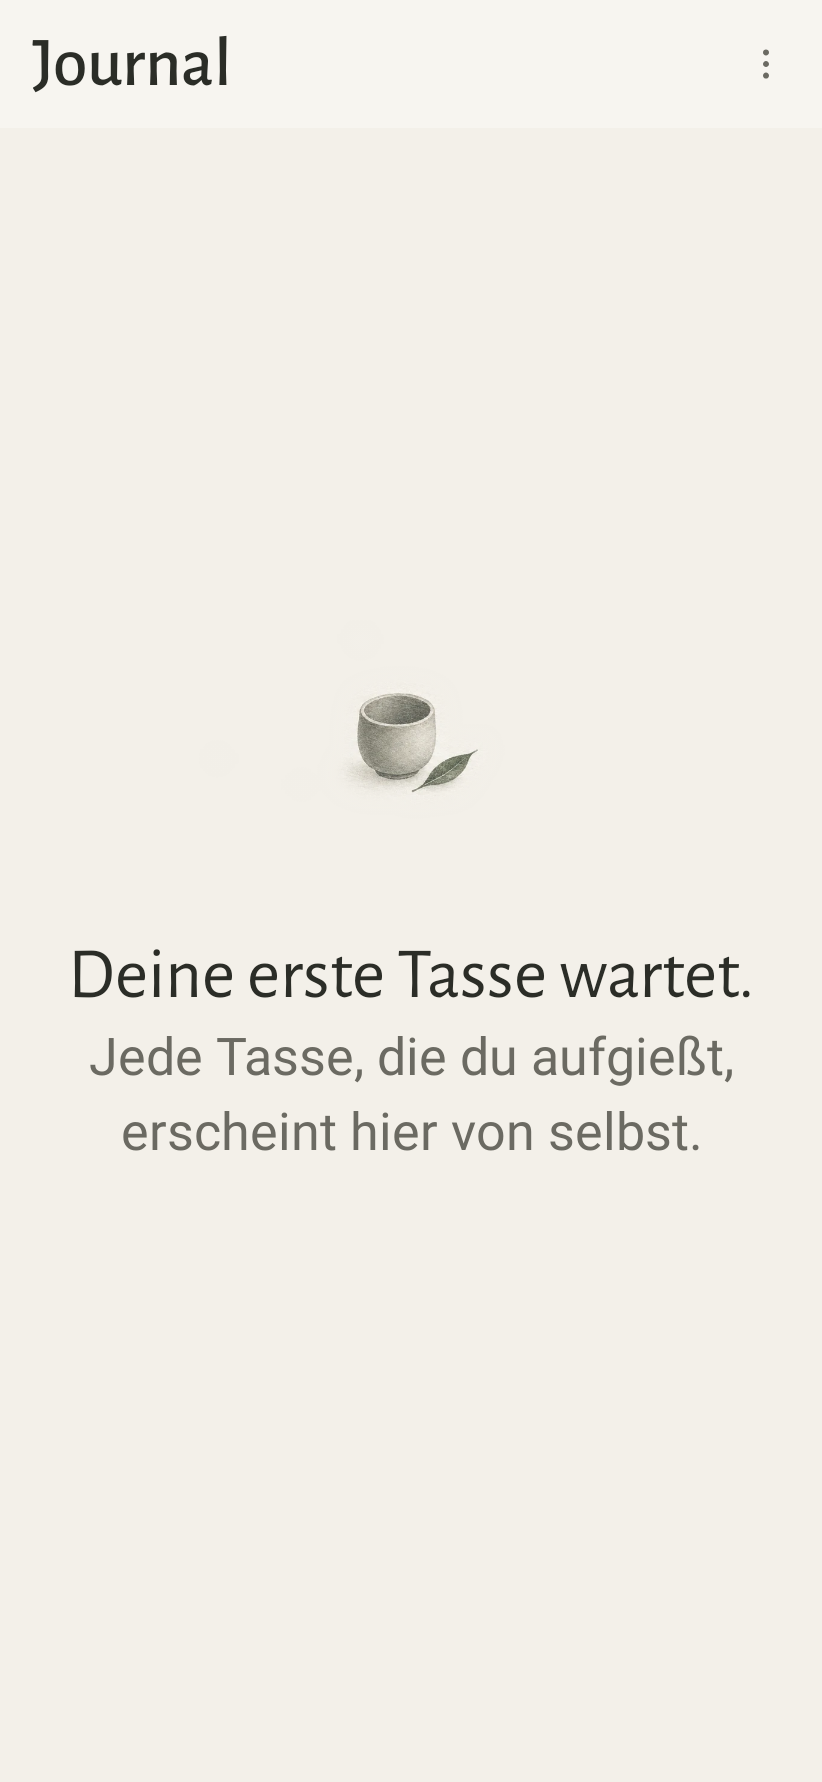 Journal
Deine erste Tasse wartet.
Jede Tasse, die du aufgießt,
erscheint hier von selbst.